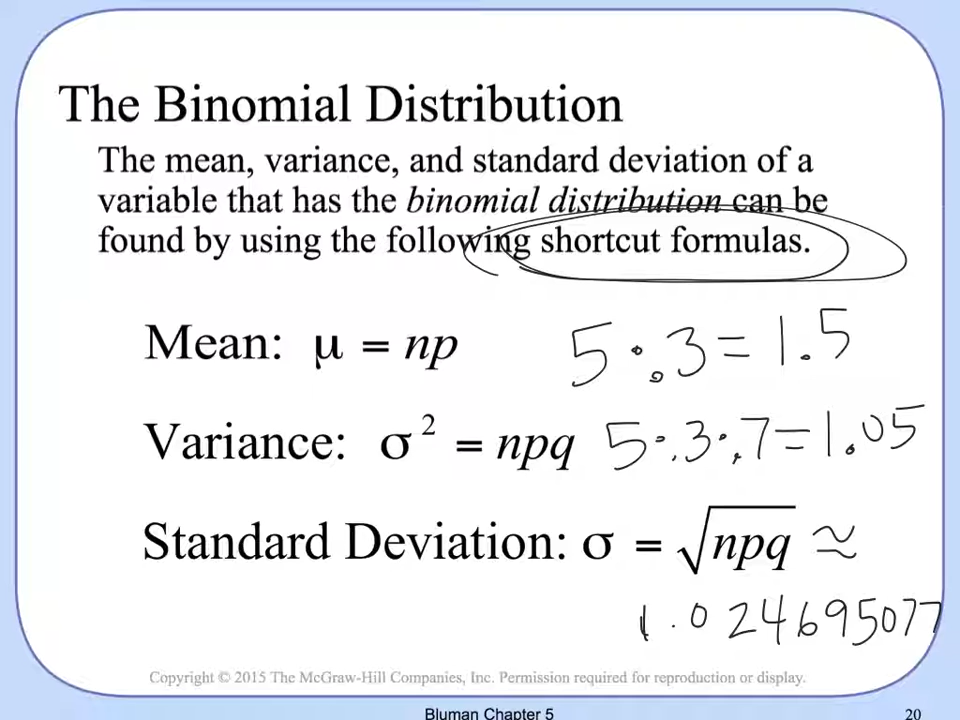 The Binomial Distribution
The mean, variance, and standard deviation of a
variable that has the binomial distribution can be
found by using the following shortcut formulas.
Mean: μ = np 5 · .3 = 1.5
Variance: σ² = npq 5 · .3 · .7 = 1.05
Standard Deviation: σ = √npq ≈
1.024695077
Copyright © 2015 The McGraw-Hill Companies, Inc. Permission required for reproduction or display.
Bluman Chapter 5 20